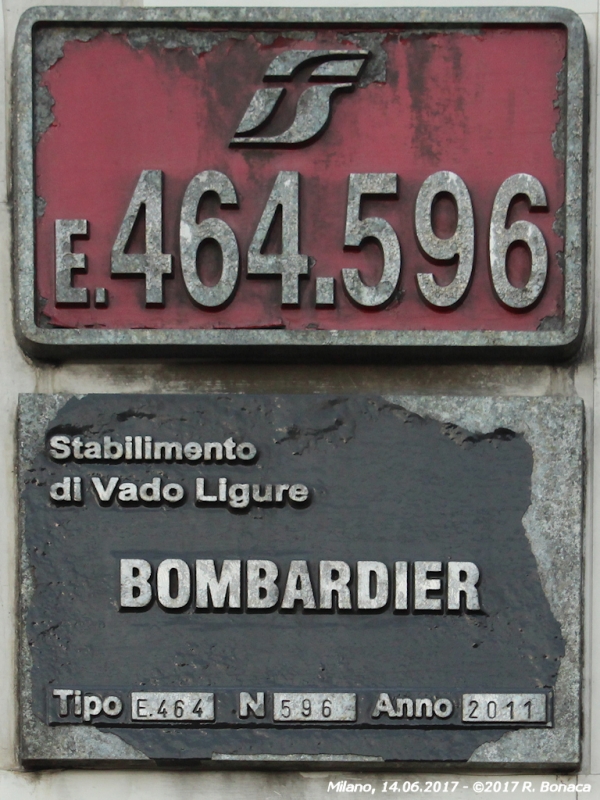 E.464.596
Stabilimento
di Vado Ligure
BOMBARDIER
Tipo E.464 N 596 Anno 2011
Milano, 14.06.2017 - ©2017 R. Bonaca